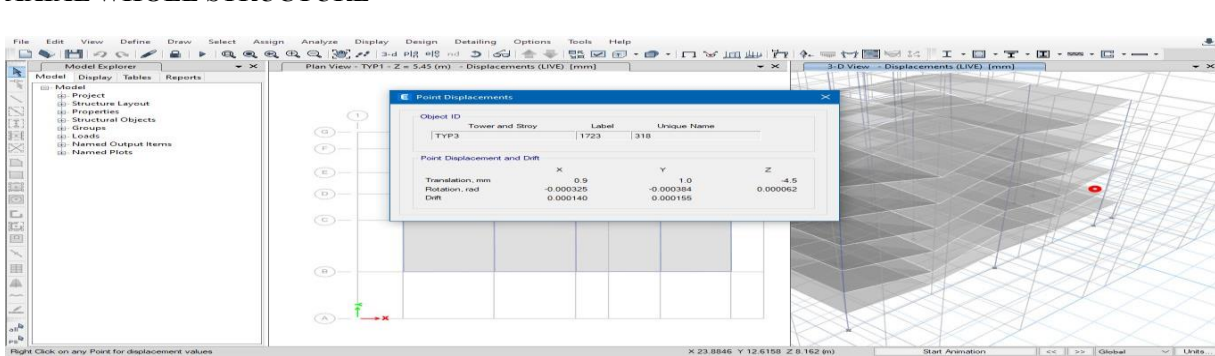 File Edit View Define Draw Select Assign Analyze Display Design Detailing Options Tools Help
Model Explorer
Plan View - TYP1 - Z = 5.45 (m) - Displacements (LIVE) [mm]
3-D View - Displacements (LIVE) [mm]
Model Display Tables Reports
Model
Project
Structure Layout
Properties
Structural Objects
Groups
Loads
Named Output Items
Named Plots
Point Displacements
Object ID
Tower and Stroy Label Unique Name
TYP3 1723 318
Point Displacement and Drift
X Y Z
Translation, mm 0.9 1.0 -4.5
Rotation, rad -0.000325 -0.000384 0.000062
Drift 0.000140 0.000155
1
G
F
E
D
C
B
A
X
Right Click on any Point for displacement values
X 23.8846 Y 12.6158 Z 8.162 (m)
Start Animation << >> Global Units...